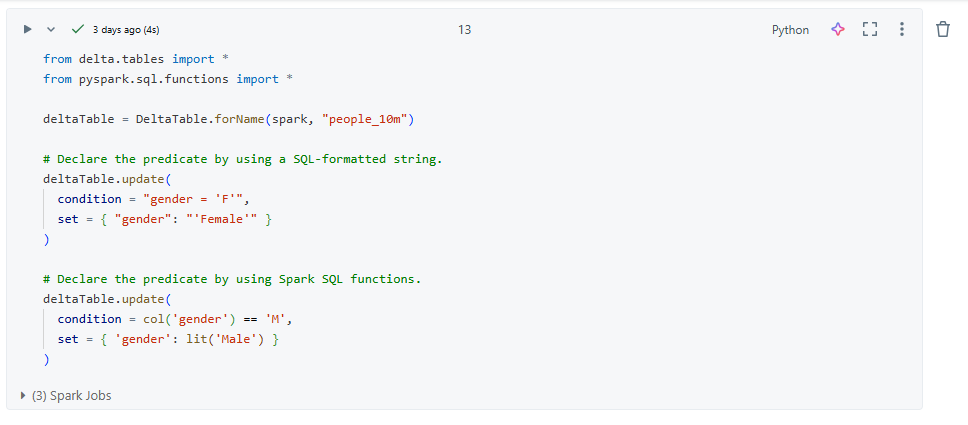 3 days ago (4s) 13 Python
from delta.tables import *
from pyspark.sql.functions import *
deltaTable = DeltaTable.forName(spark, "people_10m")
# Declare the predicate by using a SQL-formatted string.
deltaTable.update(
condition = "gender = 'F'",
set = { "gender": "'Female'" }
)
# Declare the predicate by using Spark SQL functions.
deltaTable.update(
condition = col('gender') == 'M',
set = { 'gender': lit('Male') }
)
(3) Spark Jobs